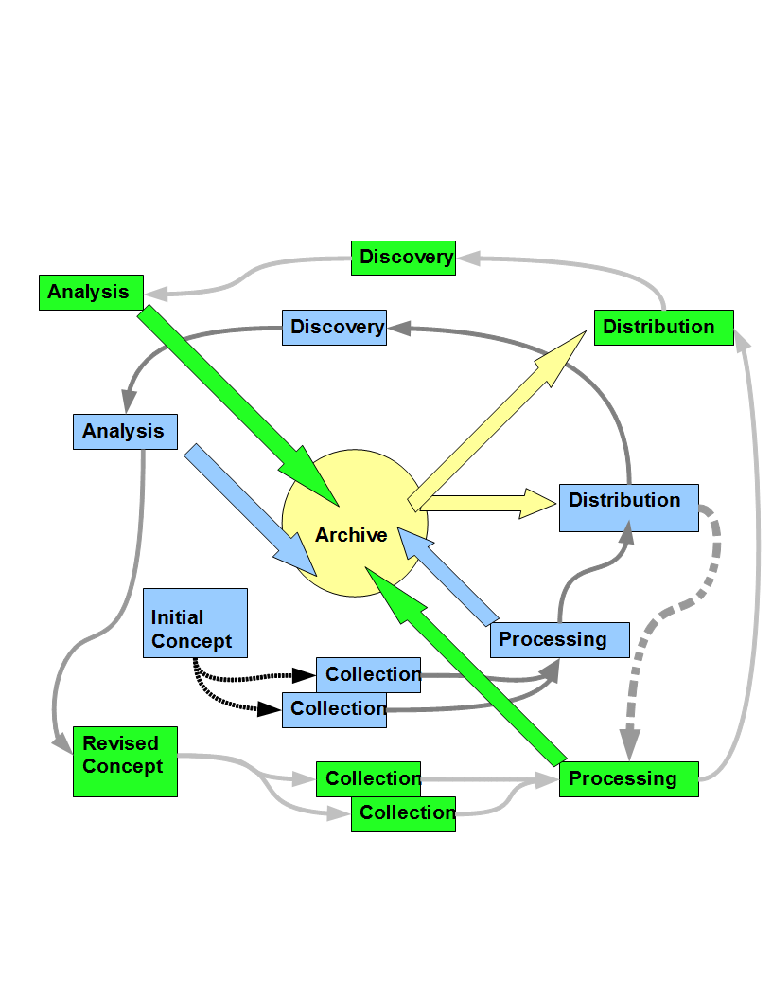 Discovery
Analysis
Discovery
Distribution
Analysis
Distribution
Archive
Initial
Concept
Processing
Collection
Collection
Revised
Concept
Collection
Processing
Collection